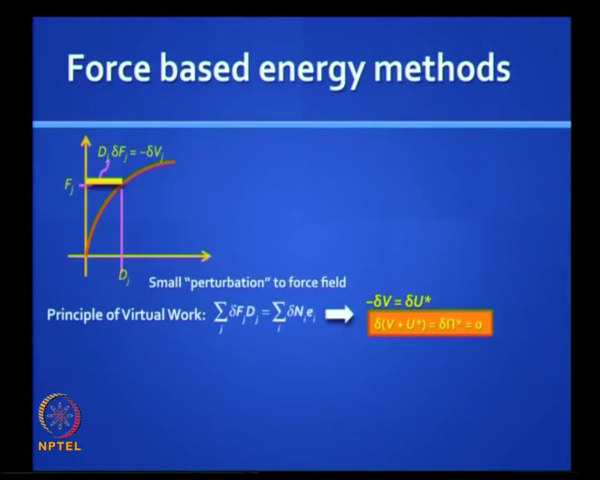 Force based energy methods
D_j δF_j = –δV_j
F_j
D_j
Small "perturbation" to force field
Principle of Virtual Work: ∑_j δF_j D_j = ∑_i δN_i e_i
–δV = δU*
δ(V + U*) = δΠ* = 0
NPTEL